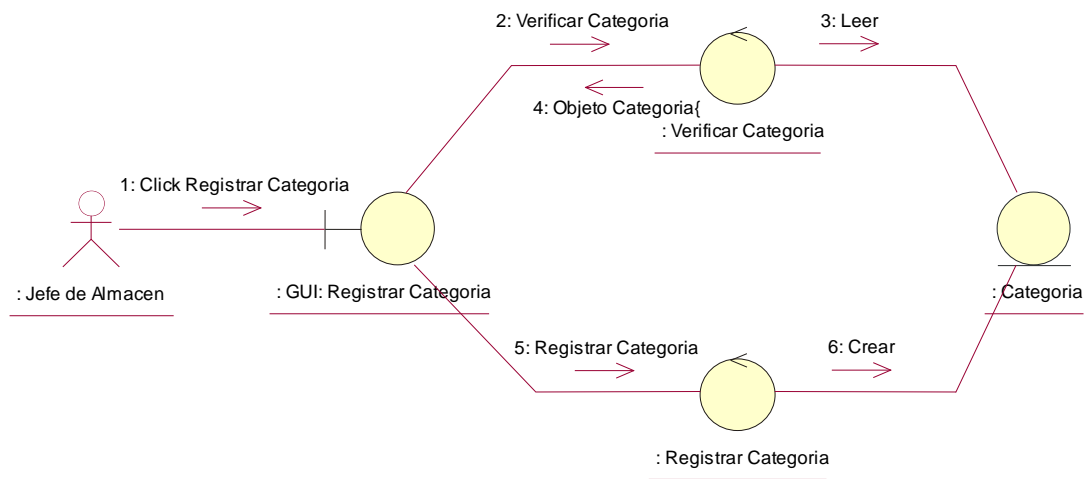 2: Verificar Categoria
3: Leer
4: Objeto Categoria{
: Verificar Categoria
1: Click Registrar Categoria
: Jefe de Almacen
: GUI: Registrar Categoria
: Categoria
5: Registrar Categoria
6: Crear
: Registrar Categoria